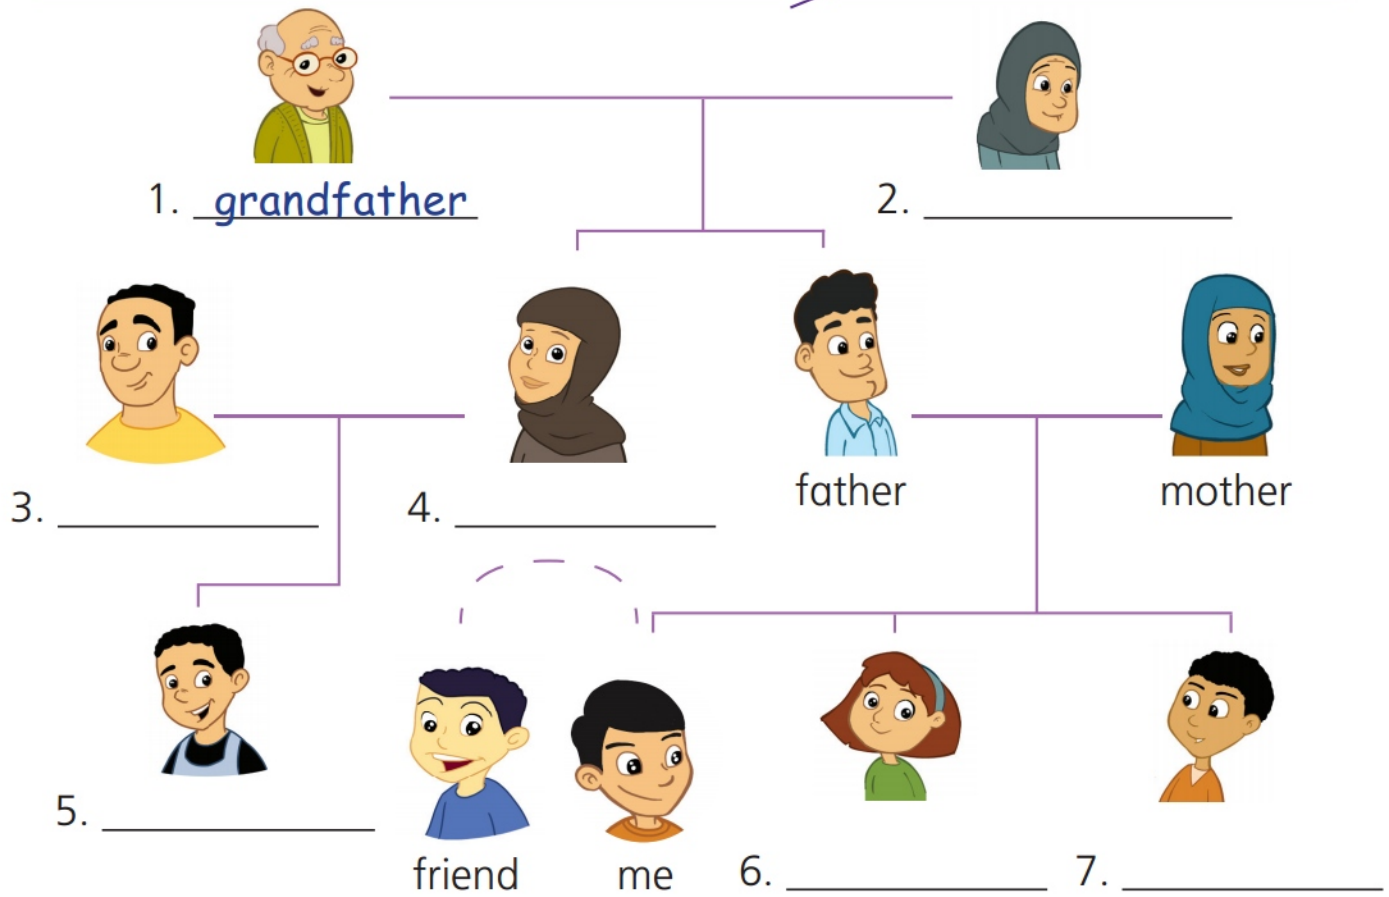 1. grandfather
2.
father
mother
3.
4.
5.
friend
me
6.
7.